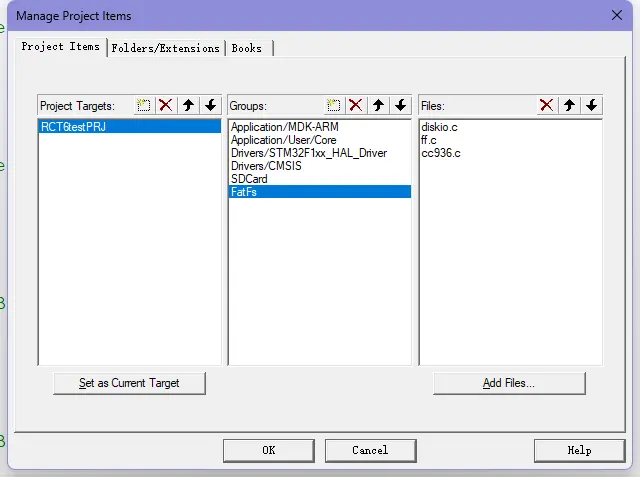 Manage Project Items
Project Items Folders/Extensions Books
Project Targets:
RCT6testPRJ
Groups:
Application/MDK-ARM
Application/User/Core
Drivers/STM32F1xx_HAL_Driver
Drivers/CMSIS
SDCard
FatFs
Files:
diskio.c
ff.c
cc936.c
Set as Current Target
Add Files...
OK Cancel Help